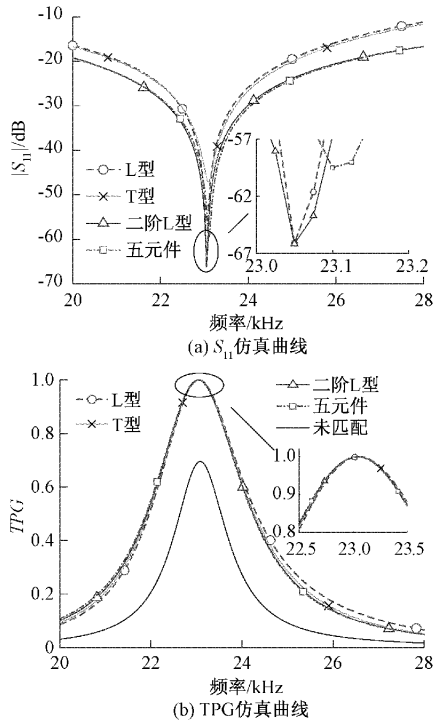 -10
-20
-30
-40
-50
-60
-70
|S₁₁|/dB
L型
T型
二阶L型
五元件
-57
-62
-67
23.0 23.1 23.2
20 22 24 26 28
频率/kHz
(a) S₁₁仿真曲线
1.0
0.8
0.6
0.4
0.2
0
TPG
L型
T型
二阶L型
五元件
未匹配
1.0
0.9
0.8
22.5 23.0 23.5
20 22 24 26 28
频率/kHz
(b) TPG仿真曲线